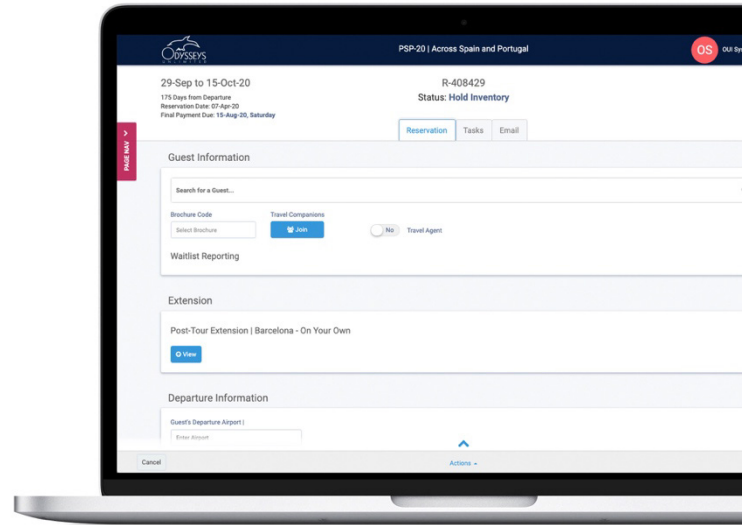 ODYSSEYS
UNLIMITED
PSP-20 | Across Spain and Portugal
OS
OUI Sy
29-Sep to 15-Oct-20
R-408429
175 Days from Departure
Status: Hold Inventory
Reservation Date: 07-Apr-20
Final Payment Due: 15-Aug-20, Saturday
Reservation Tasks Email
PAGE NAV
Guest Information
Search for a Guest...
Brochure Code
Travel Companions
Select Brochure
Join
No
Travel Agent
Waitlist Reporting
Extension
Post-Tour Extension | Barcelona - On Your Own
View
Departure Information
Guest's Departure Airport |
Enter Airport
Cancel
Actions